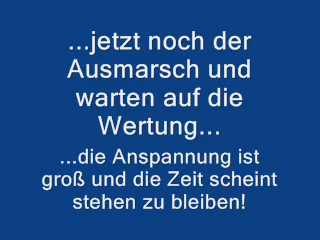 ...jetzt noch der
Ausmarsch und
warten auf die
Wertung...
...die Anspannung ist
groß und die Zeit scheint
stehen zu bleiben!